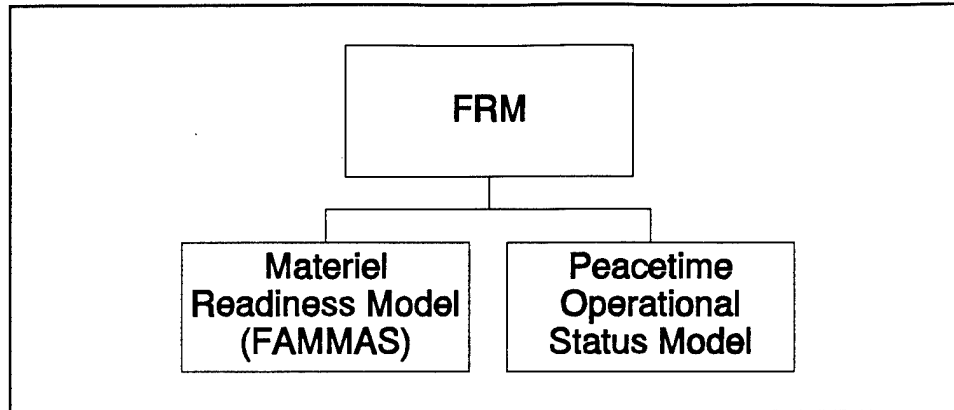 FRM
Materiel
Readiness Model
(FAMMAS)
Peacetime
Operational
Status Model